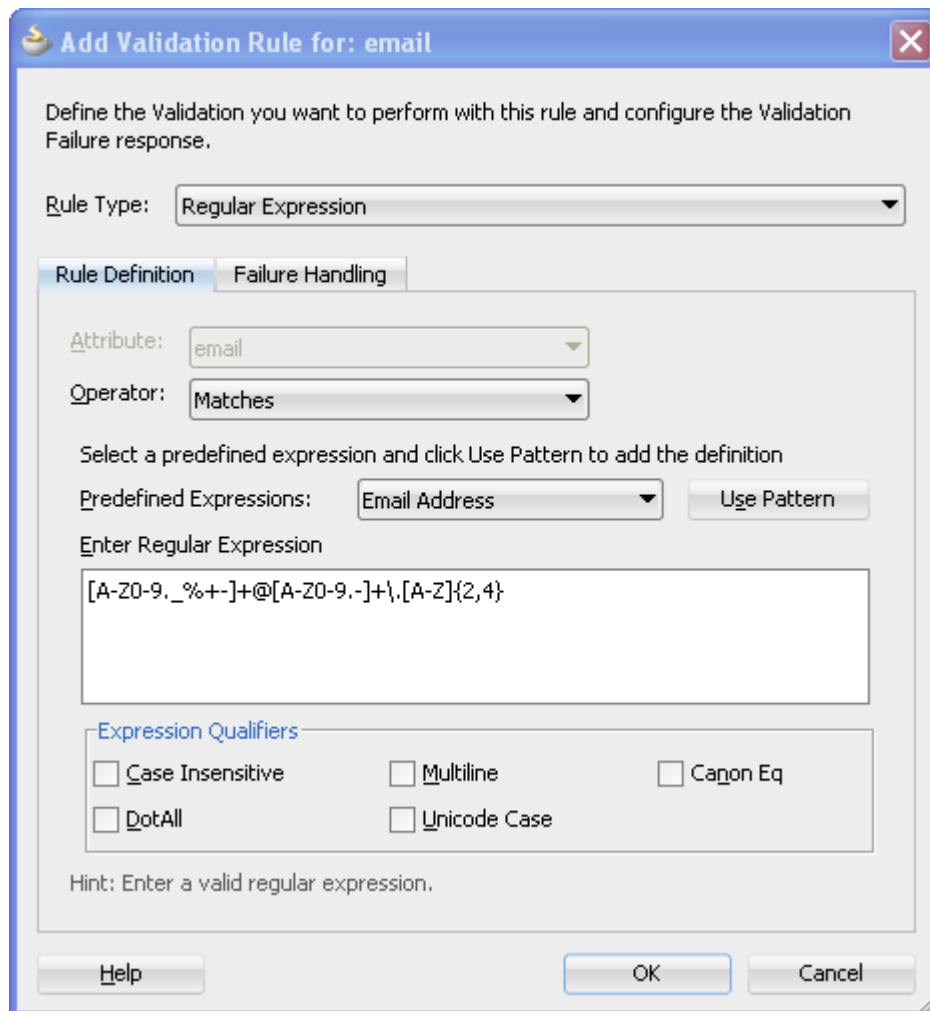 Add Validation Rule for: email
Define the Validation you want to perform with this rule and configure the Validation
Failure response.
Rule Type: Regular Expression
Rule Definition Failure Handling
Attribute: email
Operator: Matches
Select a predefined expression and click Use Pattern to add the definition
Predefined Expressions: Email Address Use Pattern
Enter Regular Expression
[A-Z0-9._%+-]+@[A-Z0-9.-]+\.[A-Z]{2,4}
Expression Qualifiers
Case Insensitive Multiline Canon Eq
DotAll Unicode Case
Hint: Enter a valid regular expression.
Help OK Cancel